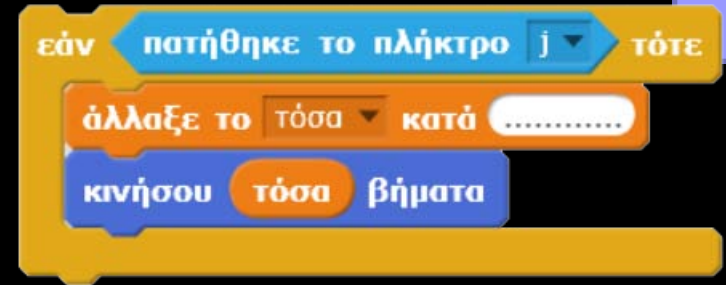 εάν πατήθηκε το πλήκτρο j τότε
άλλαξε το τόσα κατά ............
κινήσου τόσα βήματα